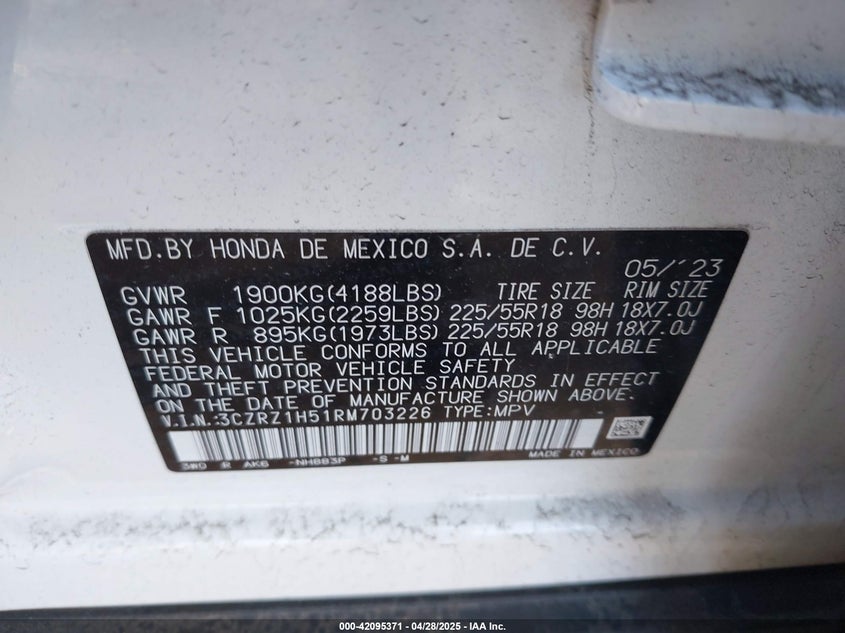 MFD.BY HONDA DE MEXICO S.A. DE C.V.
05/'23
GVWR 1900KG(4188LBS) TIRE SIZE RIM SIZE
GAWR F 1025KG(2259LBS) 225/55R18 98H 18X7.0J
GAWR R 895KG(1973LBS) 225/55R18 98H 18X7.0J
THIS VEHICLE CONFORMS TO ALL APPLICABLE
FEDERAL MOTOR VEHICLE SAFETY
AND THEFT PREVENTION STANDARDS IN EFFECT
ON THE DATE OF MANUFACTURE SHOWN ABOVE.
V.I.N.:3CZRZ1H51RM703226 TYPE:MPV
3W0 R AK6 -NH883P -S -M MADE IN MEXICO
000-42095371 | 04/28/2025 - IAA Inc.